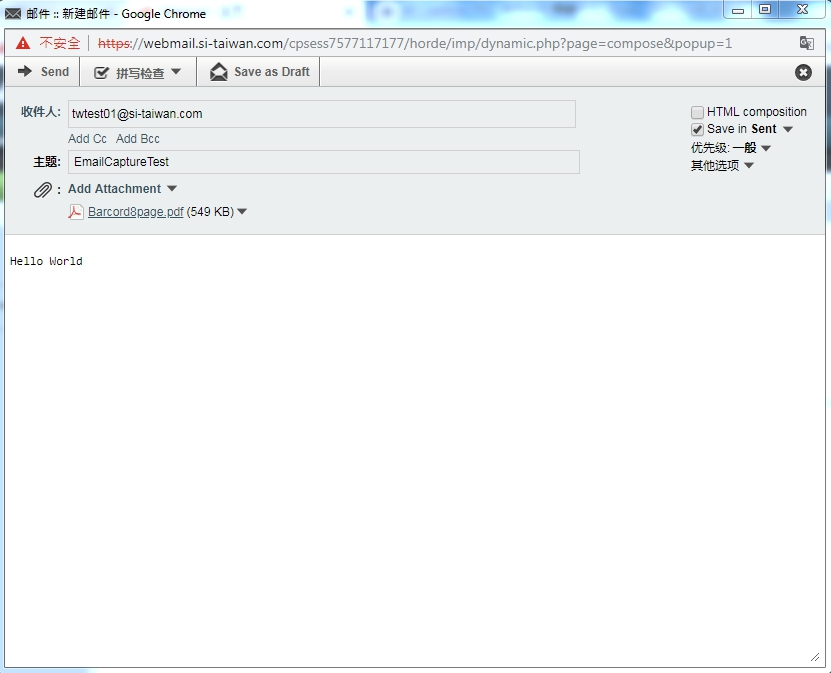 邮件 :: 新建邮件 - Google Chrome
不安全 https://webmail.si-taiwan.com/cpsess7577117177/horde/imp/dynamic.php?page=compose&popup=1
Send 拼写检查 Save as Draft
收件人: twtest01@si-taiwan.com
HTML composition
Save in Sent
Add Cc Add Bcc
优先级: 一般
主题: EmailCaptureTest
其他选项
: Add Attachment
Barcord8page.pdf (549 KB)
Hello World